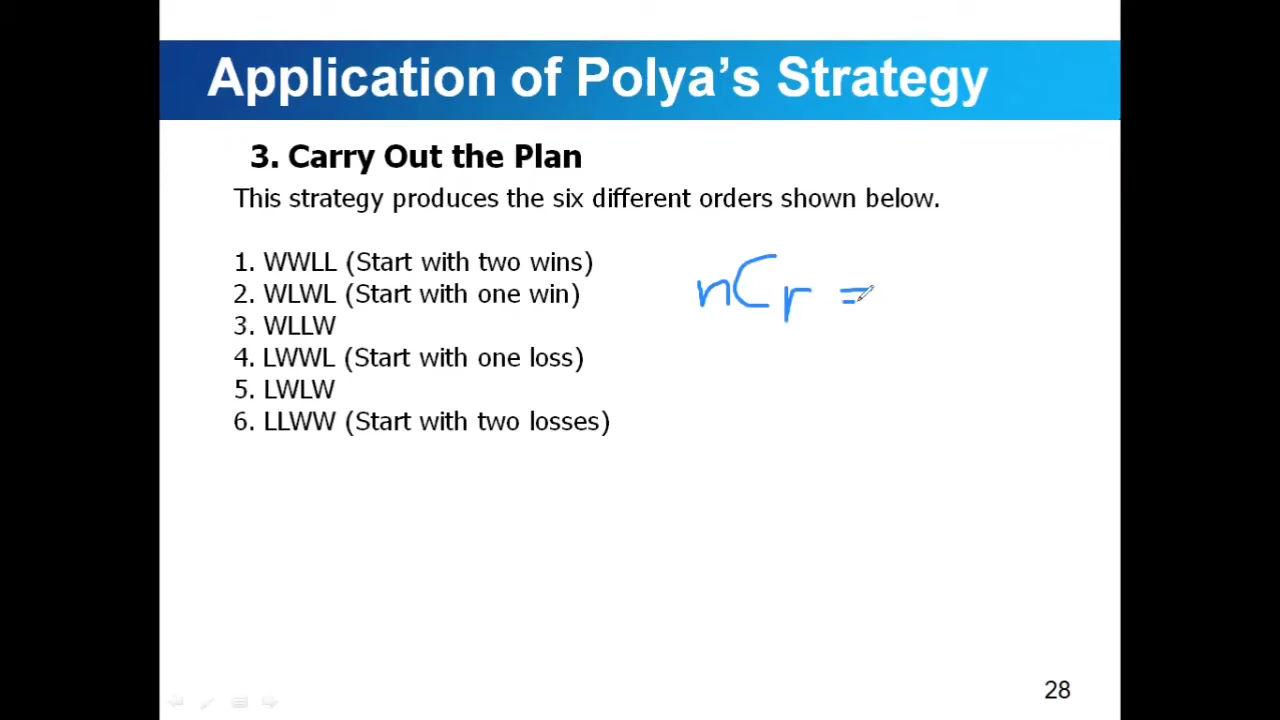 Application of Polya's Strategy
3. Carry Out the Plan
This strategy produces the six different orders shown below.
1. WWLL (Start with two wins)
2. WLWL (Start with one win)
nCr =
3. WLLW
4. LWWL (Start with one loss)
5. LWLW
6. LLWW (Start with two losses)
28